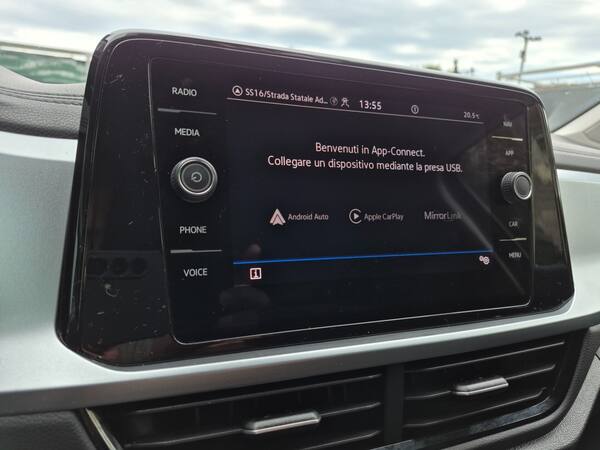 RADIO
MEDIA
PHONE
VOICE
SS16/Strada Statale Ad... 13:55
20.5°C
Benvenuti in App-Connect.
Collegare un dispositivo mediante la presa USB.
Android Auto Apple CarPlay MirrorLink
NAV
APP
CAR
MENU